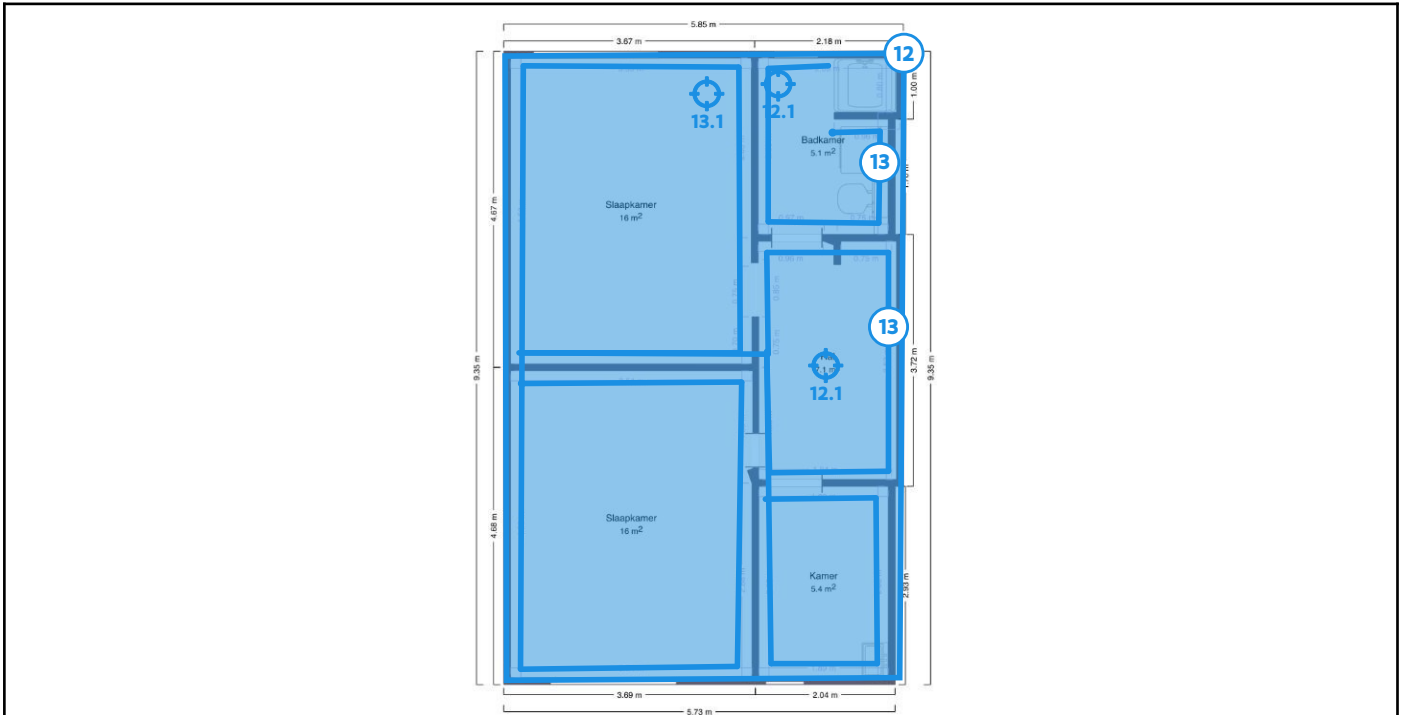 5.85 m
3.67 m
2.18 m
12
1.00 m
13.1
12.1
Badkamer
5.1 m²
13
4.67 m
Slaapkamer
16 m²
0.75 m
13
9.35 m
3.72 m
9.35 m
12.1
4.68 m
Slaapkamer
16 m²
Kamer
5.4 m²
2.93 m
3.69 m
2.04 m
5.73 m